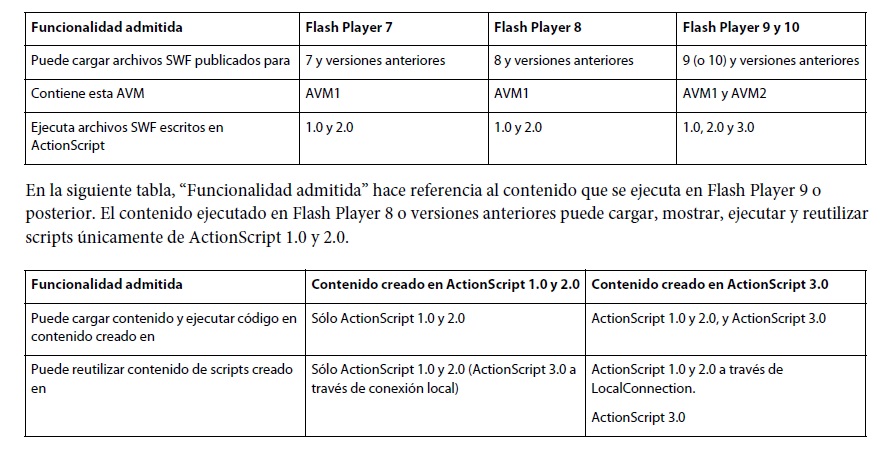 Funcionalidad admitida Flash Player 7 Flash Player 8 Flash Player 9 y 10
Puede cargar archivos SWF publicados para 7 y versiones anteriores 8 y versiones anteriores 9 (o 10) y versiones anteriores
Contiene esta AVM AVM1 AVM1 AVM1 y AVM2
Ejecuta archivos SWF escritos en 1.0 y 2.0 1.0 y 2.0 1.0, 2.0 y 3.0
ActionScript
En la siguiente tabla, “Funcionalidad admitida” hace referencia al contenido que se ejecuta en Flash Player 9 o
posterior. El contenido ejecutado en Flash Player 8 o versiones anteriores puede cargar, mostrar, ejecutar y reutilizar
scripts únicamente de ActionScript 1.0 y 2.0.
Funcionalidad admitida Contenido creado en ActionScript 1.0 y 2.0 Contenido creado en ActionScript 3.0
Puede cargar contenido y ejecutar código en Sólo ActionScript 1.0 y 2.0 ActionScript 1.0 y 2.0, y ActionScript 3.0
contenido creado en
Puede reutilizar contenido de scripts creado Sólo ActionScript 1.0 y 2.0 (ActionScript 3.0 a ActionScript 1.0 y 2.0 a través de
en través de conexión local) LocalConnection.
ActionScript 3.0